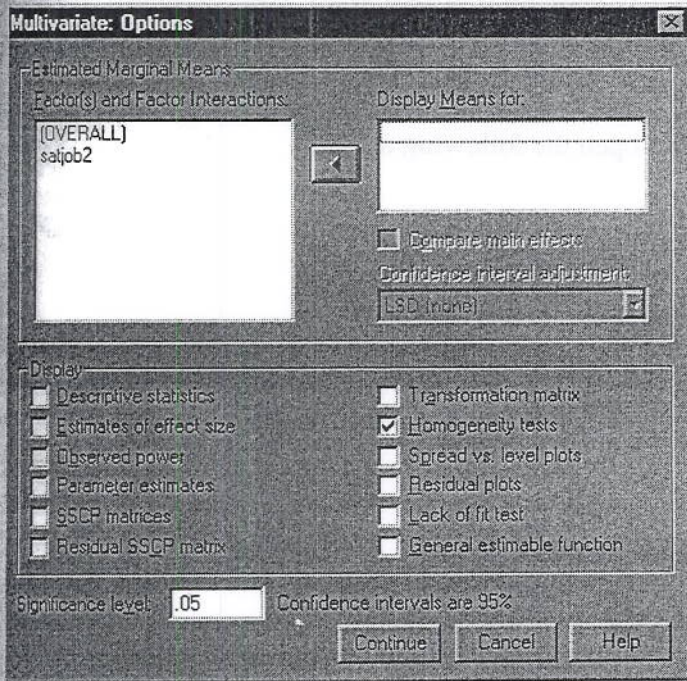 Multivariate: Options
Estimated Marginal Means
Factor(s) and Factor Interactions:
(OVERALL)
satjob2
Display Means for:
Compare main effects
Confidence interval adjustment:
LSD (none)
Display
Descriptive statistics
Estimates of effect size
Observed power
Parameter estimates
SSCP matrices
Residual SSCP matrix
Transformation matrix
Homogeneity tests
Spread vs. level plots
Residual plots
Lack of fit test
General estimable function
Significance level: .05 Confidence intervals are 95%
Continue Cancel Help